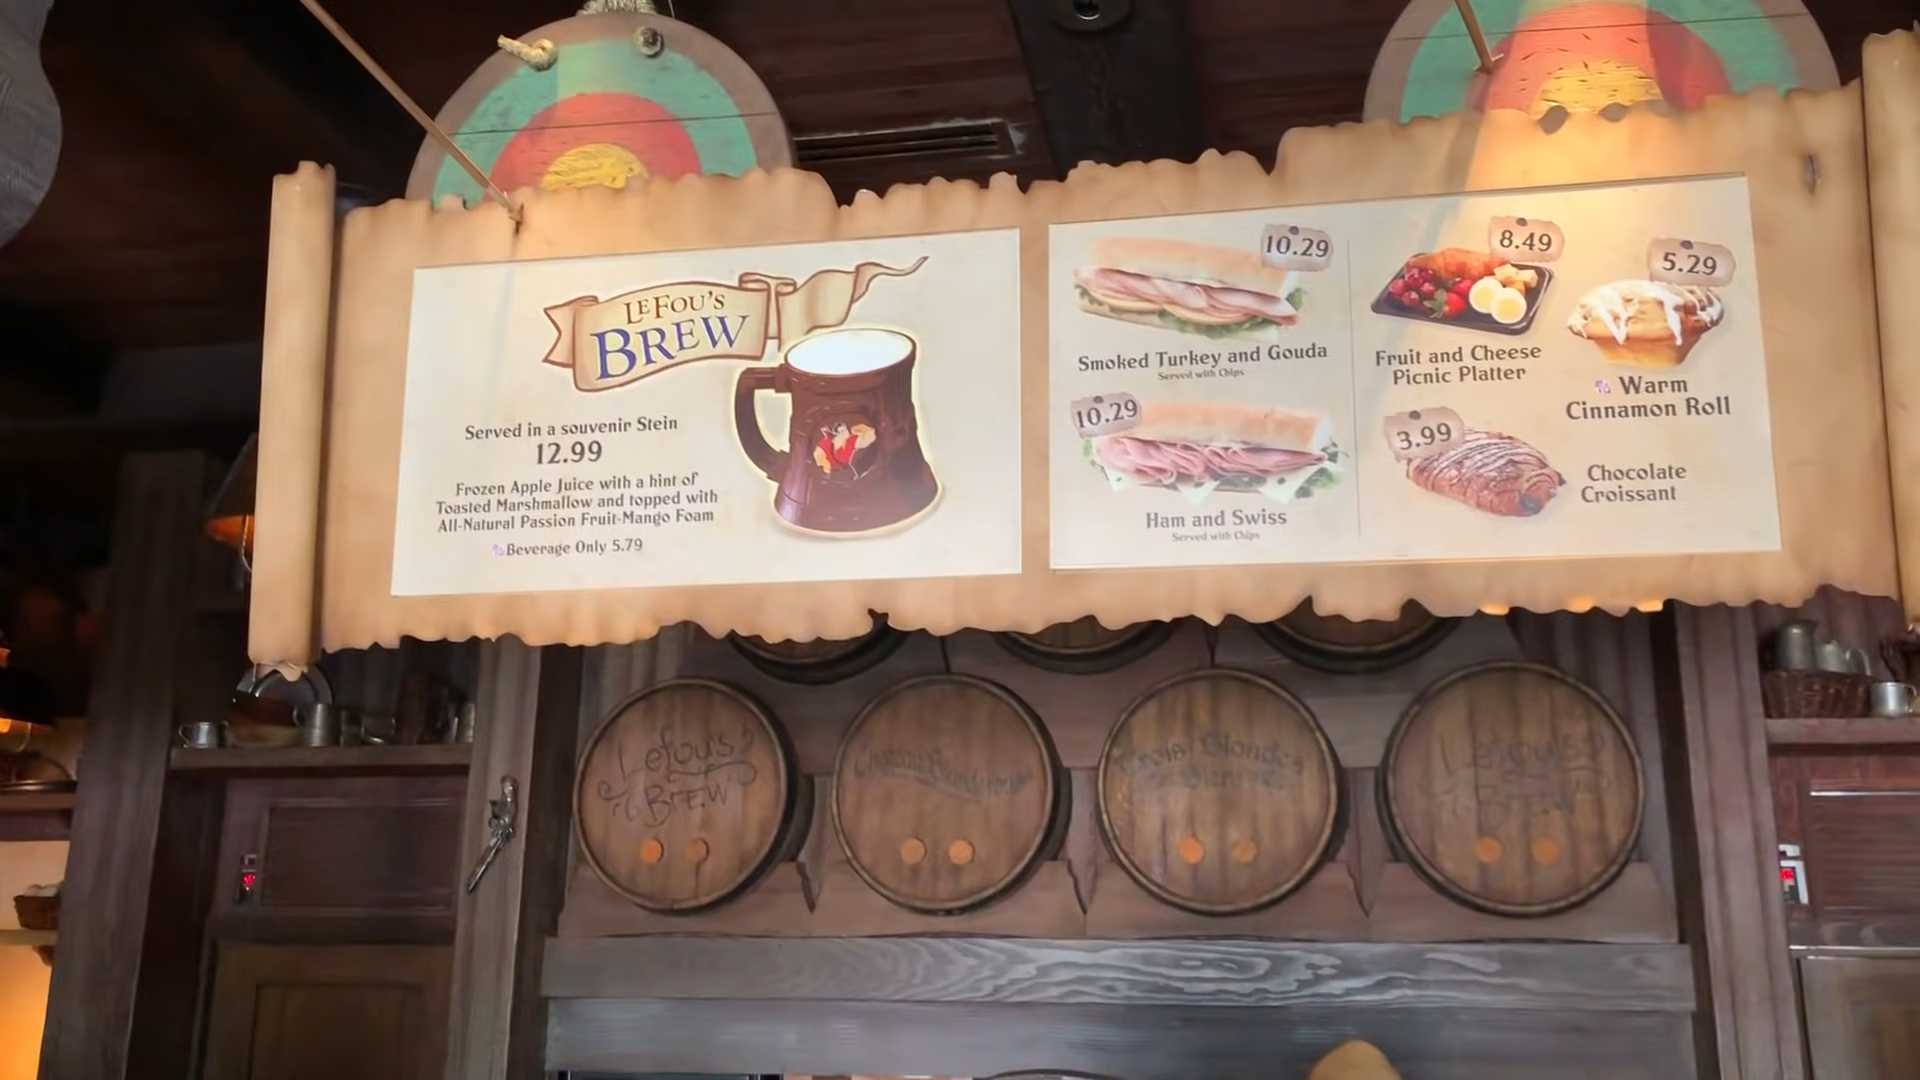 LeFou's
Brew
Served in a souvenir Stein
12.99
Frozen Apple Juice with a hint of
Toasted Marshmallow and topped with
All-Natural Passion Fruit-Mango Foam
Beverage Only 5.79
10.29
Smoked Turkey and Gouda
Served with Chips
10.29
Ham and Swiss
Served with Chips
8.49
Fruit and Cheese
Picnic Platter
5.29
Warm
Cinnamon Roll
3.99
Chocolate
Croissant
Lefou's
Brew
Trois Blondes
Lefou's
Brew